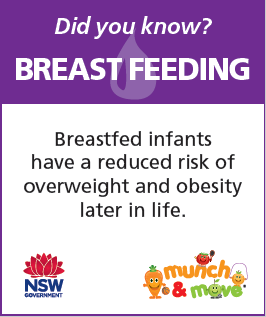 Did you know?
BREAST FEEDING
Breastfed infants
have a reduced risk of
overweight and obesity
later in life.
NSW
GOVERNMENT
munch
& move